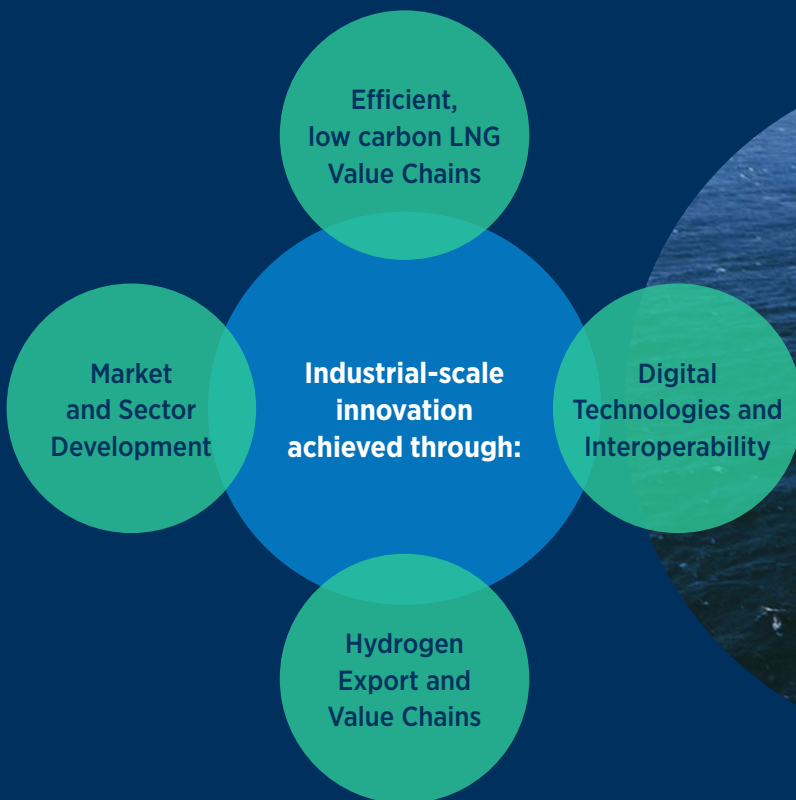 Efficient,
low carbon LNG
Value Chains
Market
and Sector
Development
Industrial-scale
innovation
achieved through:
Digital
Technologies and
Interoperability
Hydrogen
Export and
Value Chains